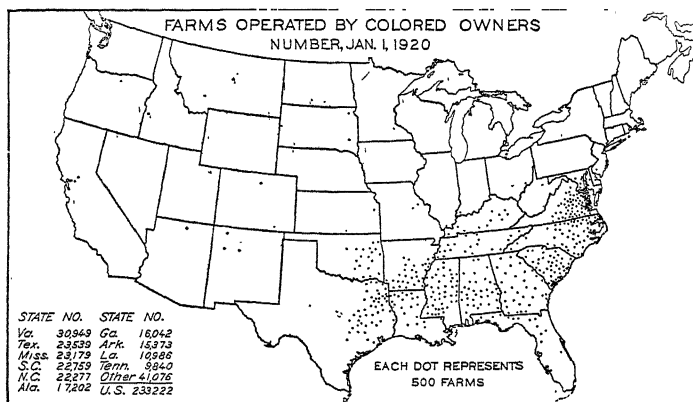 FARMS OPERATED BY COLORED OWNERS
NUMBER, JAN. 1, 1920
STATE NO. STATE NO.
Va. 30,949 Ga. 16,042
Tex. 23,539 Ark. 15,373
Miss. 23,179 La. 10,986
S.C. 22,759 Tenn. 9,840
N.C. 22,277 Other 41,076
Ala. 17,202 U.S. 233222
EACH DOT REPRESENTS
500 FARMS